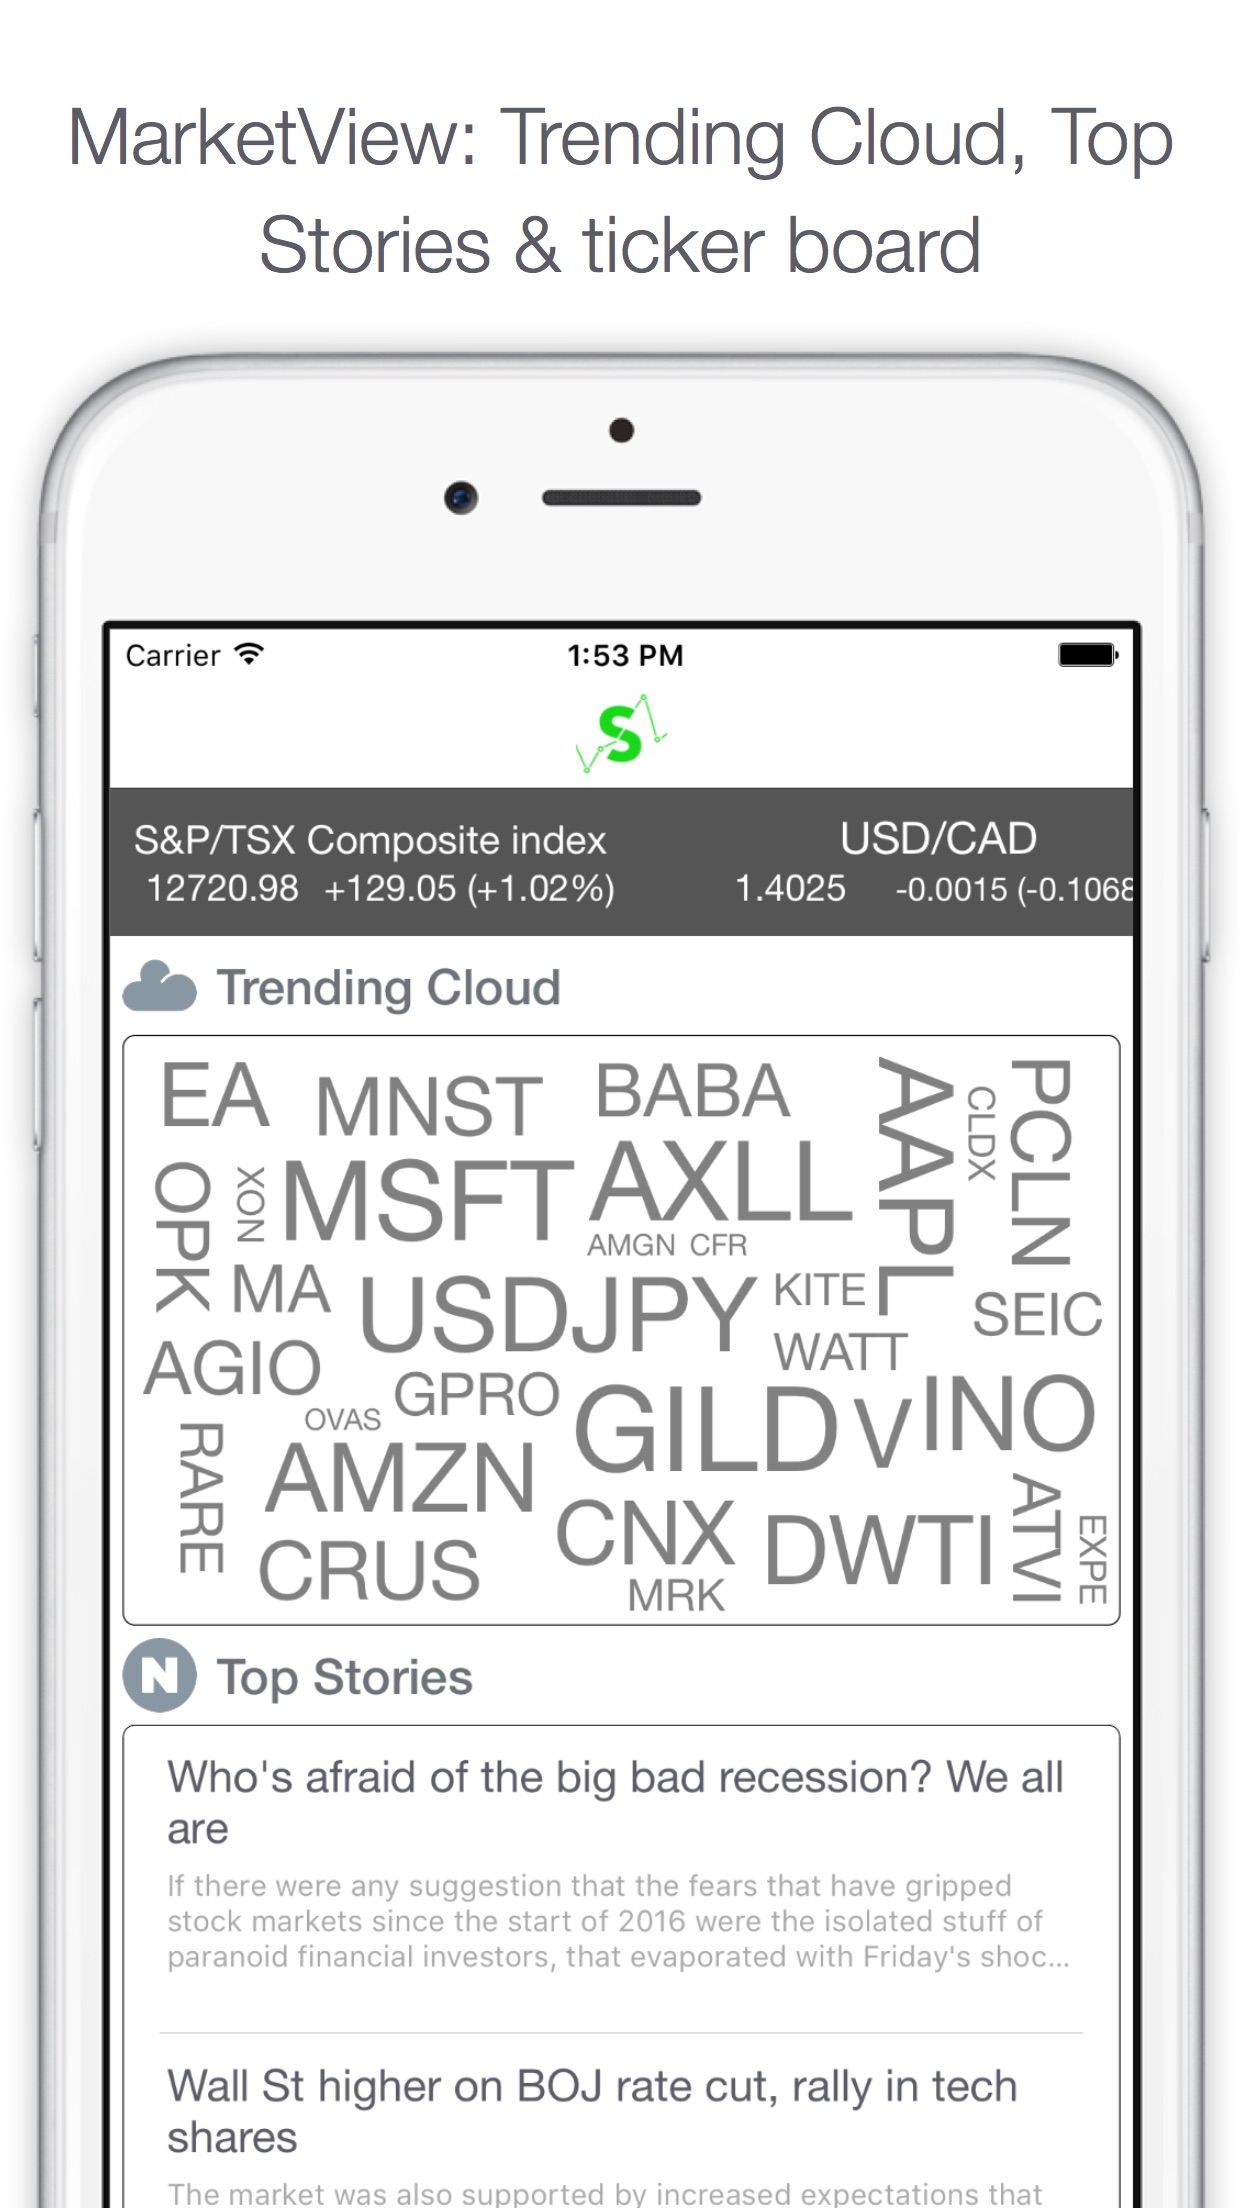 MarketView: Trending Cloud, Top
Stories & ticker board
Carrier 1:53 PM
S
S&P/TSX Composite index USD/CAD
12720.98 +129.05 (+1.02%) 1.4025 -0.0015 (-0.1068
Trending Cloud
EA MNST BABA AAPL CLDX PCLN
OPK XON MSFT AXLL
AMGN CFR
MA USDJPY KITE SEIC
WATT
AGIO GPRO GILD V INO
OVAS
RARE AMZN CNX DWTI ATVI EXPE
CRUS MRK
N Top Stories
Who's afraid of the big bad recession? We all
are
If there were any suggestion that the fears that have gripped
stock markets since the start of 2016 were the isolated stuff of
paranoid financial investors, that evaporated with Friday's shoc...
Wall St higher on BOJ rate cut, rally in tech
shares
The market was also supported by increased expectations that